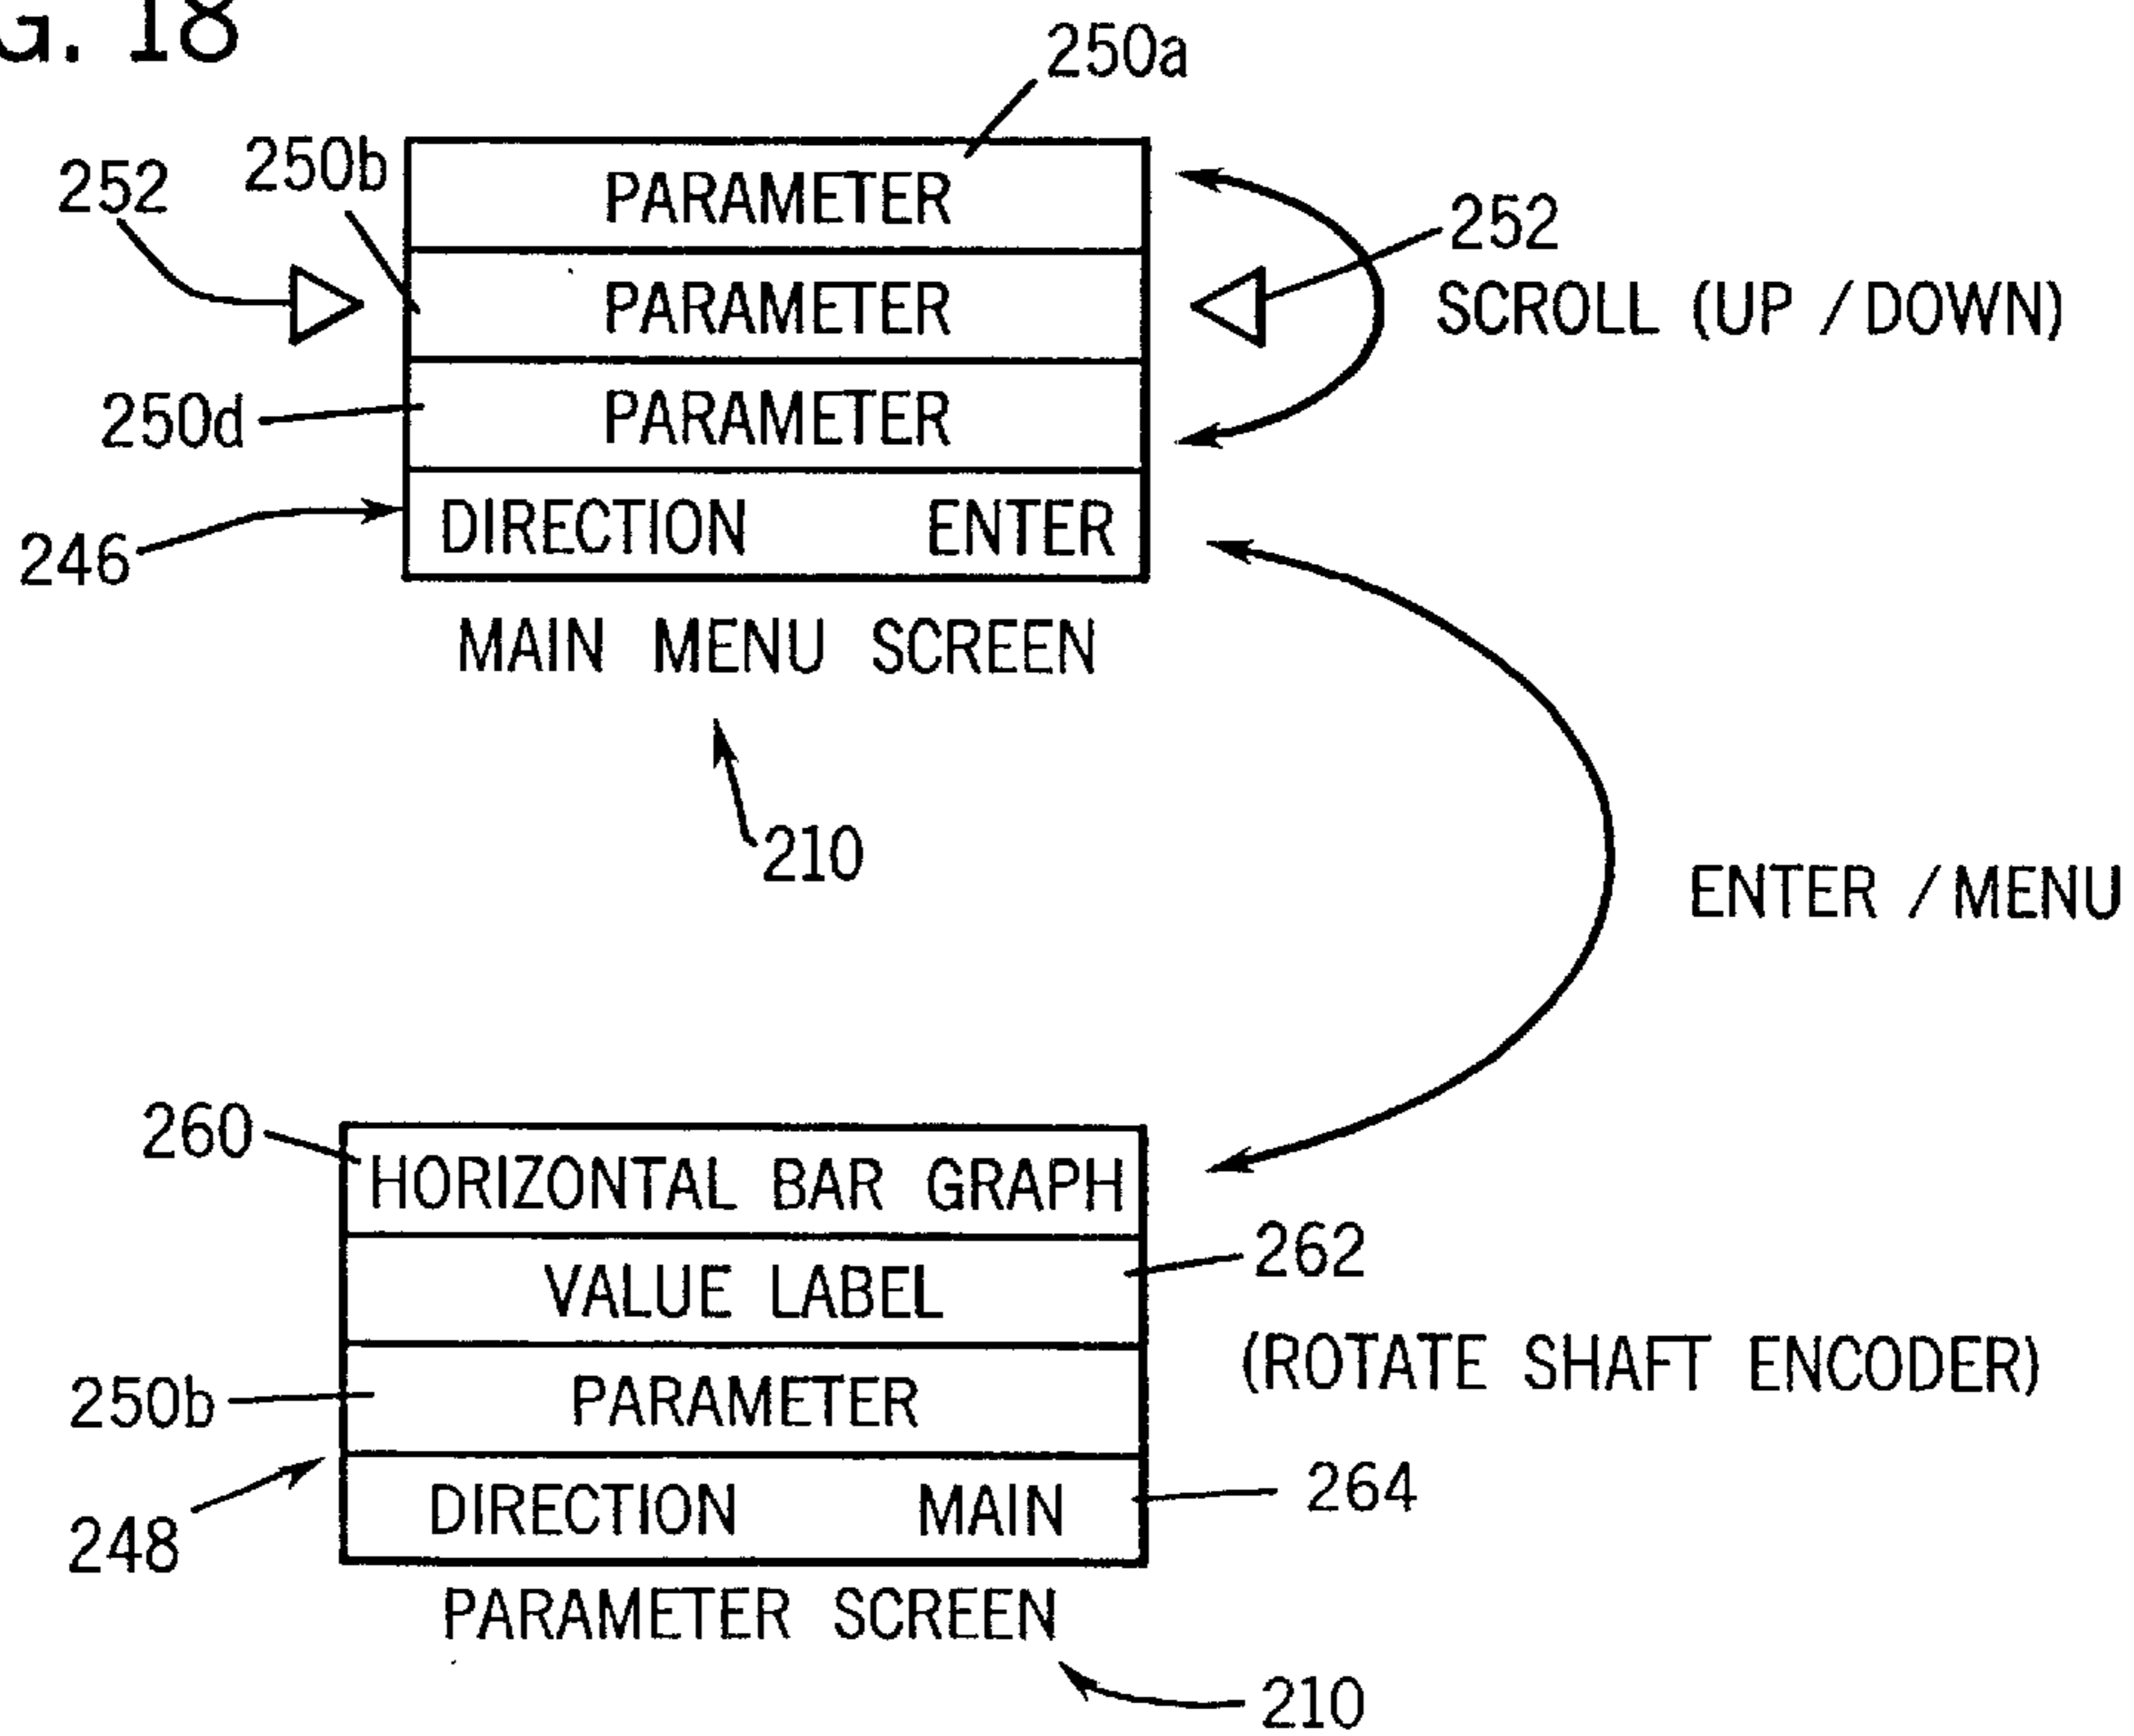 G. 18
250a
250b
252
PARAMETER
252
PARAMETER
SCROLL (UP / DOWN)
250d
PARAMETER
246
DIRECTION ENTER
MAIN MENU SCREEN
210
ENTER / MENU
260
HORIZONTAL BAR GRAPH
262
VALUE LABEL
(ROTATE SHAFT ENCODER)
250b
PARAMETER
264
248
DIRECTION MAIN
PARAMETER SCREEN
210